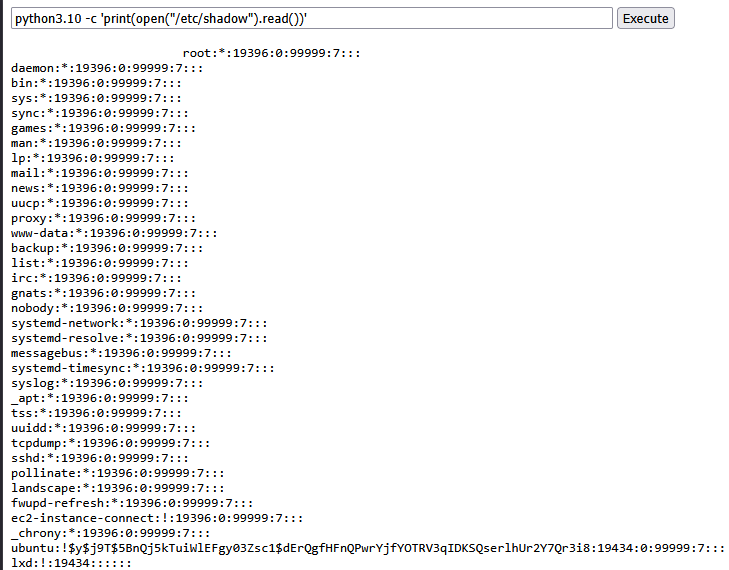 python3.10 -c 'print(open("/etc/shadow").read())' Execute
root:*:19396:0:99999:7:::
daemon:*:19396:0:99999:7:::
bin:*:19396:0:99999:7:::
sys:*:19396:0:99999:7:::
sync:*:19396:0:99999:7:::
games:*:19396:0:99999:7:::
man:*:19396:0:99999:7:::
lp:*:19396:0:99999:7:::
mail:*:19396:0:99999:7:::
news:*:19396:0:99999:7:::
uucp:*:19396:0:99999:7:::
proxy:*:19396:0:99999:7:::
www-data:*:19396:0:99999:7:::
backup:*:19396:0:99999:7:::
list:*:19396:0:99999:7:::
irc:*:19396:0:99999:7:::
gnats:*:19396:0:99999:7:::
nobody:*:19396:0:99999:7:::
systemd-network:*:19396:0:99999:7:::
systemd-resolve:*:19396:0:99999:7:::
messagebus:*:19396:0:99999:7:::
systemd-timesync:*:19396:0:99999:7:::
syslog:*:19396:0:99999:7:::
_apt:*:19396:0:99999:7:::
tss:*:19396:0:99999:7:::
uuidd:*:19396:0:99999:7:::
tcpdump:*:19396:0:99999:7:::
sshd:*:19396:0:99999:7:::
pollinate:*:19396:0:99999:7:::
landscape:*:19396:0:99999:7:::
fwupd-refresh:*:19396:0:99999:7:::
ec2-instance-connect:!:19396:0:99999:7:::
_chrony:*:19396:0:99999:7:::
ubuntu:!$y$j9T$5BnQj5kTuiWlEFgy03Zsc1$dErQgfHFnQPwrYjfYOTRV3qIDKSQserlhUr2Y7Qr3i8:19434:0:99999:7:::
lxd:!:19434::::::